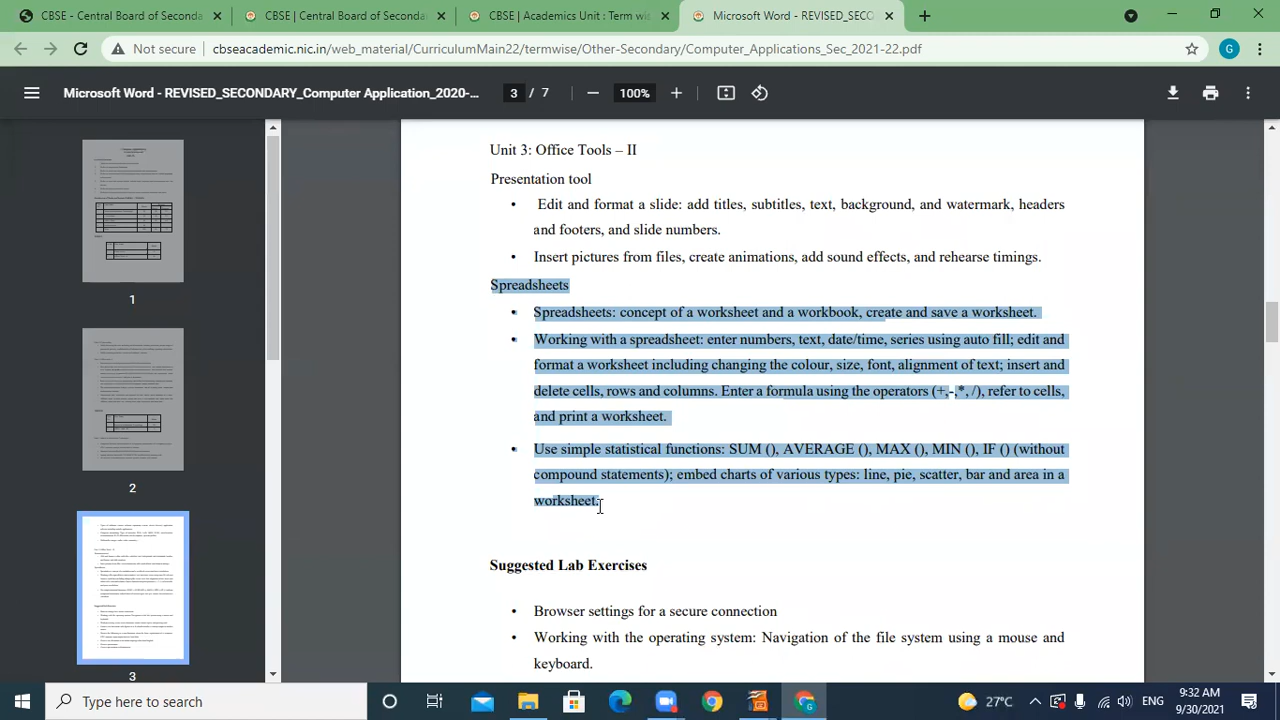 CBSE - Central Board of Seconda
CBSE | Central Board of Seconda
CBSE | Academics Unit : Term wis
Microsoft Word - REVISED_SECO
Not secure
cbseacademic.nic.in/web_material/CurriculumMain22/termwise/Other-Secondary/Computer_Applications_Sec_2021-22.pdf
G
Microsoft Word - REVISED_SECONDARY_Computer Application_2020-...
3 / 7
100%
1
2
3
Unit 3: Office Tools – II
Presentation tool
• Edit and format a slide: add titles, subtitles, text, background, and watermark, headers
and footers, and slide numbers.
• Insert pictures from files, create animations, add sound effects, and rehearse timings.
Spreadsheets
• Spreadsheets: concept of a worksheet and a workbook, create and save a worksheet.
• Working with a spreadsheet: enter numbers, text, date/time, series using auto fill; edit and
format a worksheet including changing the colour, size, font, alignment of text; insert and
delete cells, rows and columns. Enter a formula using the operators (+,-,*, /), refer to cells,
and print a worksheet.
• Use simple statistical functions: SUM (), AVERAGE (), MAX (), MIN (), IF () (without
compound statements); embed charts of various types: line, pie, scatter, bar and area in a
worksheet.
Suggested Lab Exercises
• Browser settings for a secure connection
• Working with the operating system: Navigation of the file system using a mouse and
keyboard.
Type here to search
27°C
ENG
9:32 AM
9/30/2021